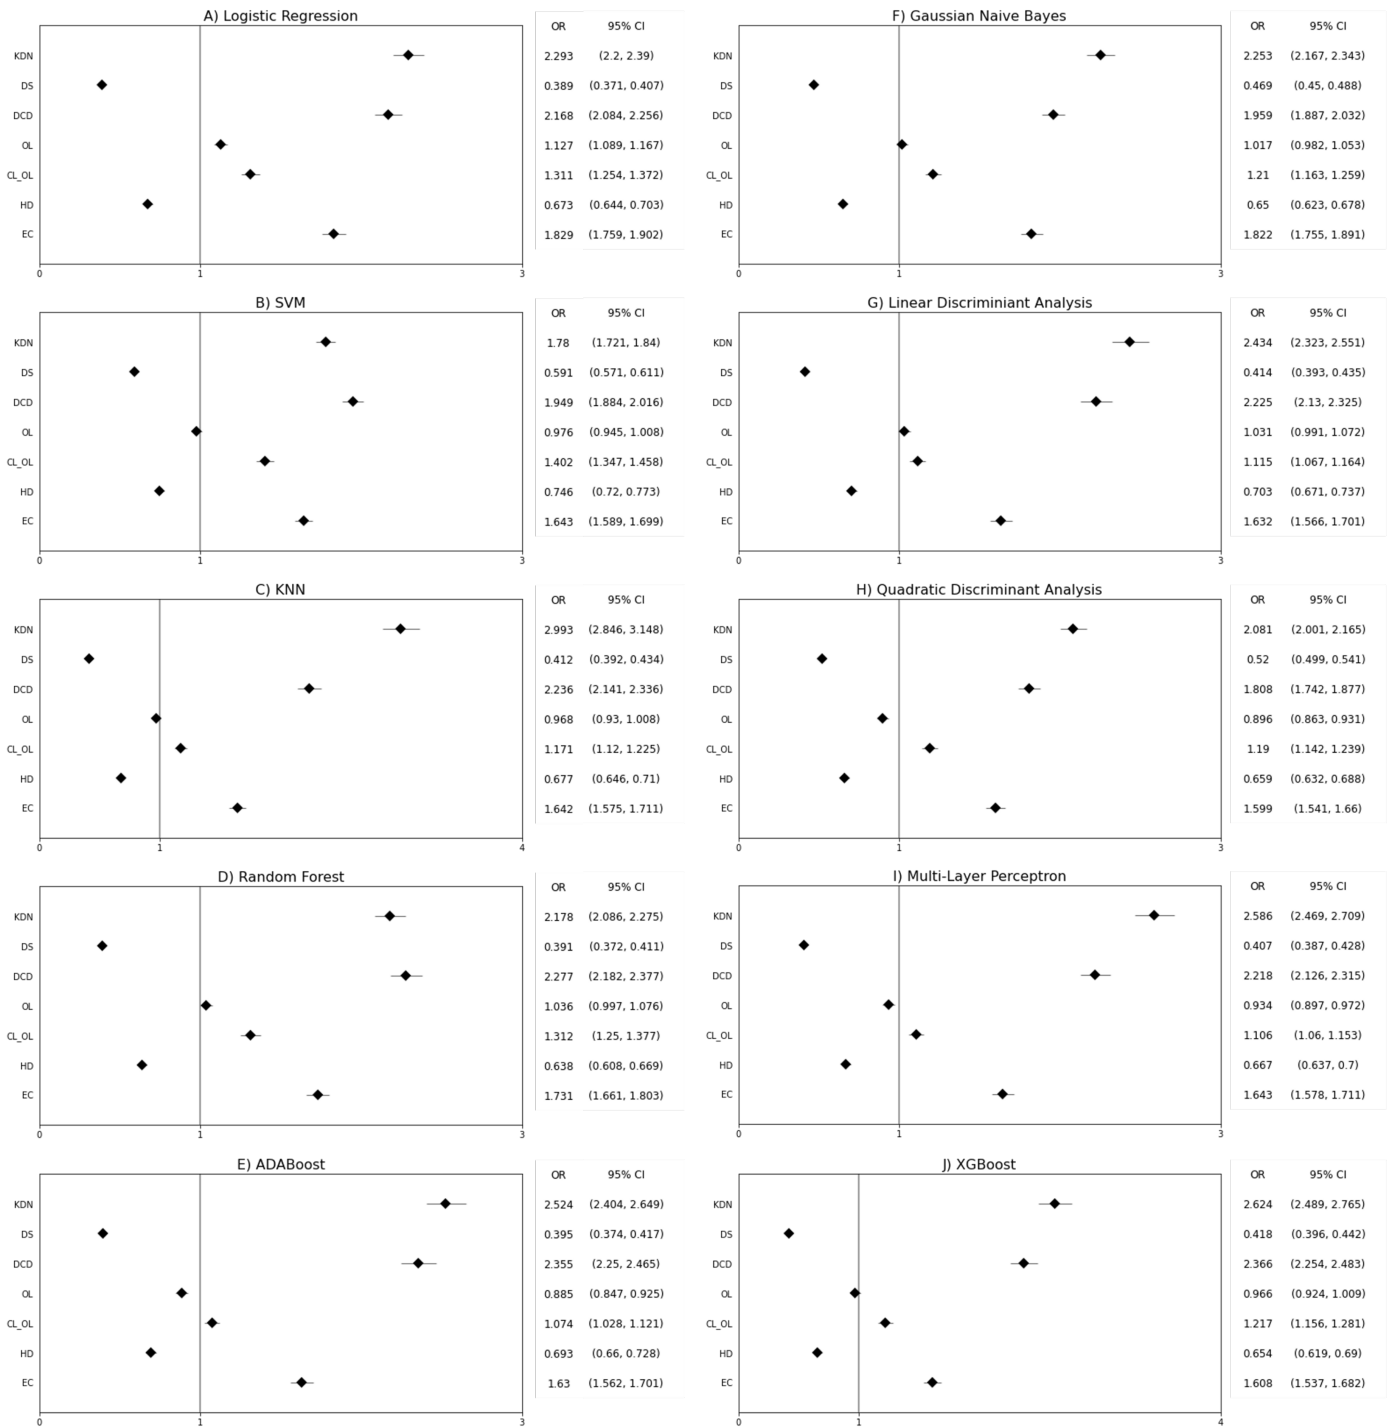 A) Logistic Regression
OR 95% CI
KDN 2.293 (2.2, 2.39)
DS 0.389 (0.371, 0.407)
DCD 2.168 (2.084, 2.256)
OL 1.127 (1.089, 1.167)
CL_OL 1.311 (1.254, 1.372)
HD 0.673 (0.644, 0.703)
EC 1.829 (1.759, 1.902)
0 1 3
B) SVM
OR 95% CI
KDN 1.78 (1.721, 1.84)
DS 0.591 (0.571, 0.611)
DCD 1.949 (1.884, 2.016)
OL 0.976 (0.945, 1.008)
CL_OL 1.402 (1.347, 1.458)
HD 0.746 (0.72, 0.773)
EC 1.643 (1.589, 1.699)
0 1 3
C) KNN
OR 95% CI
KDN 2.993 (2.846, 3.148)
DS 0.412 (0.392, 0.434)
DCD 2.236 (2.141, 2.336)
OL 0.968 (0.93, 1.008)
CL_OL 1.171 (1.12, 1.225)
HD 0.677 (0.646, 0.71)
EC 1.642 (1.575, 1.711)
0 1 4
D) Random Forest
OR 95% CI
KDN 2.178 (2.086, 2.275)
DS 0.391 (0.372, 0.411)
DCD 2.277 (2.182, 2.377)
OL 1.036 (0.997, 1.076)
CL_OL 1.312 (1.25, 1.377)
HD 0.638 (0.608, 0.669)
EC 1.731 (1.661, 1.803)
0 1 3
E) ADABoost
OR 95% CI
KDN 2.524 (2.404, 2.649)
DS 0.395 (0.374, 0.417)
DCD 2.355 (2.25, 2.465)
OL 0.885 (0.847, 0.925)
CL_OL 1.074 (1.028, 1.121)
HD 0.693 (0.66, 0.728)
EC 1.63 (1.562, 1.701)
0 1 3
F) Gaussian Naive Bayes
OR 95% CI
KDN 2.253 (2.167, 2.343)
DS 0.469 (0.45, 0.488)
DCD 1.959 (1.887, 2.032)
OL 1.017 (0.982, 1.053)
CL_OL 1.21 (1.163, 1.259)
HD 0.65 (0.623, 0.678)
EC 1.822 (1.755, 1.891)
0 1 3
G) Linear Discriminiant Analysis
OR 95% CI
KDN 2.434 (2.323, 2.551)
DS 0.414 (0.393, 0.435)
DCD 2.225 (2.13, 2.325)
OL 1.031 (0.991, 1.072)
CL_OL 1.115 (1.067, 1.164)
HD 0.703 (0.671, 0.737)
EC 1.632 (1.566, 1.701)
0 1 3
H) Quadratic Discriminant Analysis
OR 95% CI
KDN 2.081 (2.001, 2.165)
DS 0.52 (0.499, 0.541)
DCD 1.808 (1.742, 1.877)
OL 0.896 (0.863, 0.931)
CL_OL 1.19 (1.142, 1.239)
HD 0.659 (0.632, 0.688)
EC 1.599 (1.541, 1.66)
0 1 3
I) Multi-Layer Perceptron
OR 95% CI
KDN 2.586 (2.469, 2.709)
DS 0.407 (0.387, 0.428)
DCD 2.218 (2.126, 2.315)
OL 0.934 (0.897, 0.972)
CL_OL 1.106 (1.06, 1.153)
HD 0.667 (0.637, 0.7)
EC 1.643 (1.578, 1.711)
0 1 3
J) XGBoost
OR 95% CI
KDN 2.624 (2.489, 2.765)
DS 0.418 (0.396, 0.442)
DCD 2.366 (2.254, 2.483)
OL 0.966 (0.924, 1.009)
CL_OL 1.217 (1.156, 1.281)
HD 0.654 (0.619, 0.69)
EC 1.608 (1.537, 1.682)
0 1 4